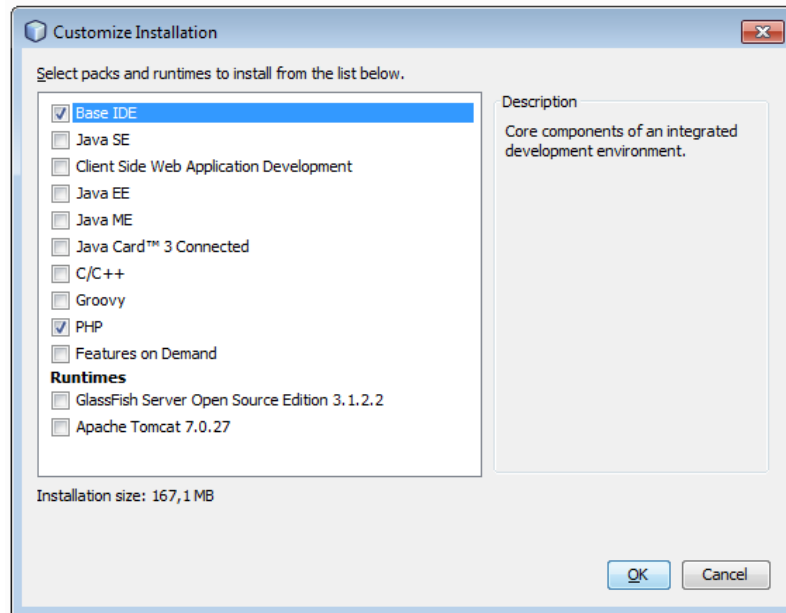 Customize Installation
Select packs and runtimes to install from the list below.
Base IDE
Java SE
Client Side Web Application Development
Java EE
Java ME
Java Card™ 3 Connected
C/C++
Groovy
PHP
Features on Demand
Runtimes
GlassFish Server Open Source Edition 3.1.2.2
Apache Tomcat 7.0.27
Description
Core components of an integrated
development environment.
Installation size: 167,1 MB
OK
Cancel